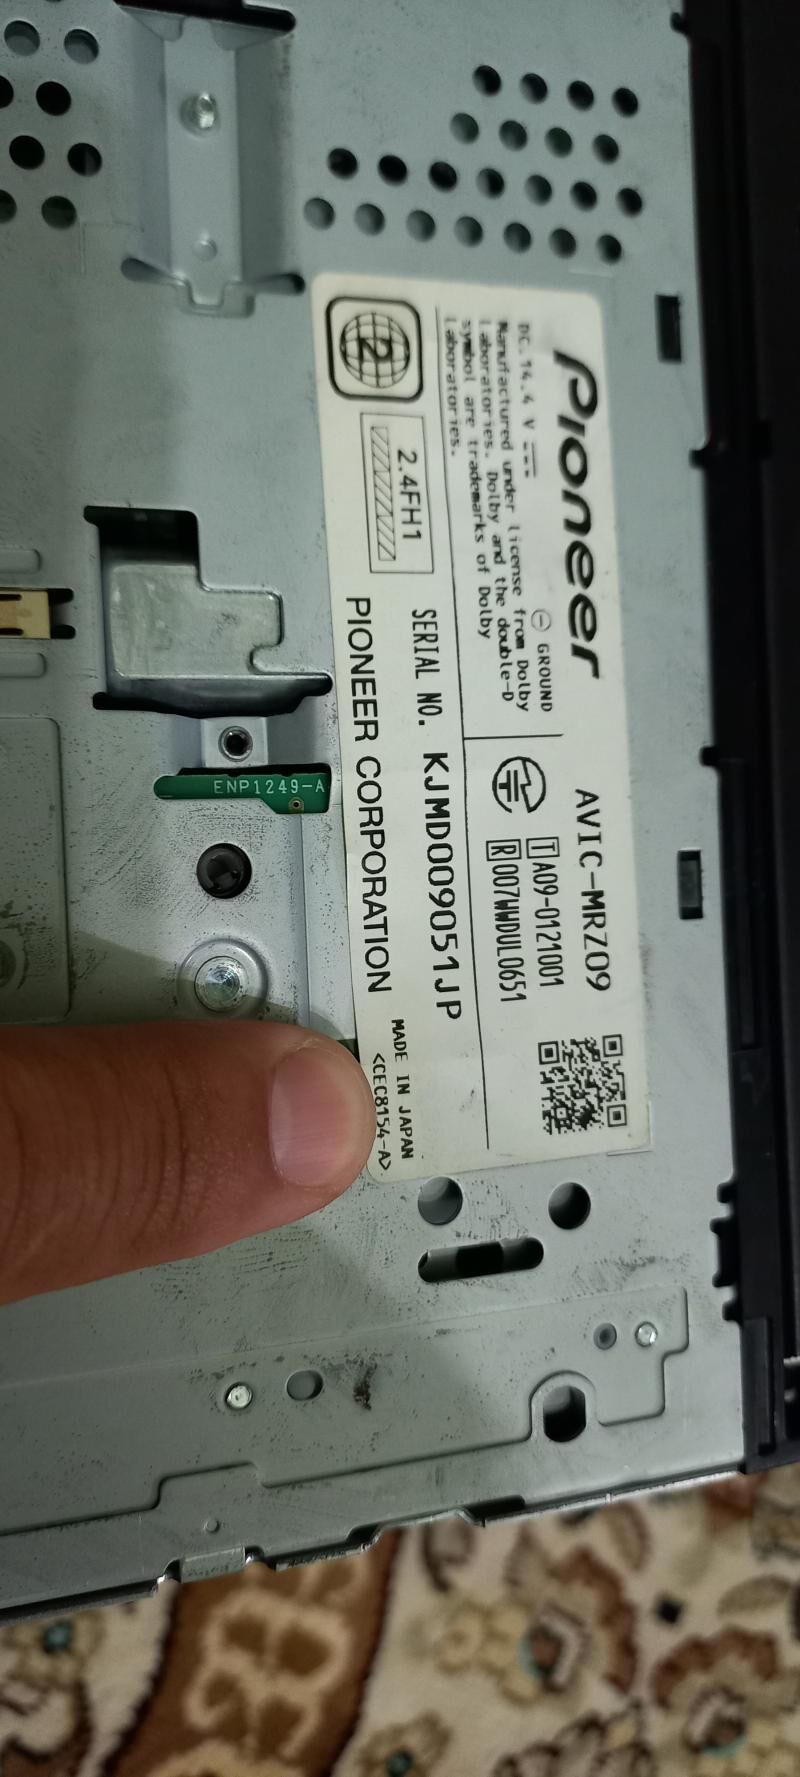 Pioneer
AVIC-MRZ09
DC 14.4 V ⎓ ⊖ GROUND
Manufactured under license from Dolby
Laboratories. Dolby and the double-D
symbol are trademarks of Dolby
Laboratories.
T A09-0121001
R 007WWDUL0651
2
2.4FH1
SERIAL NO. KJMD009051JP
PIONEER CORPORATION
MADE IN JAPAN
<CEC8154-A>
ENP1249-A